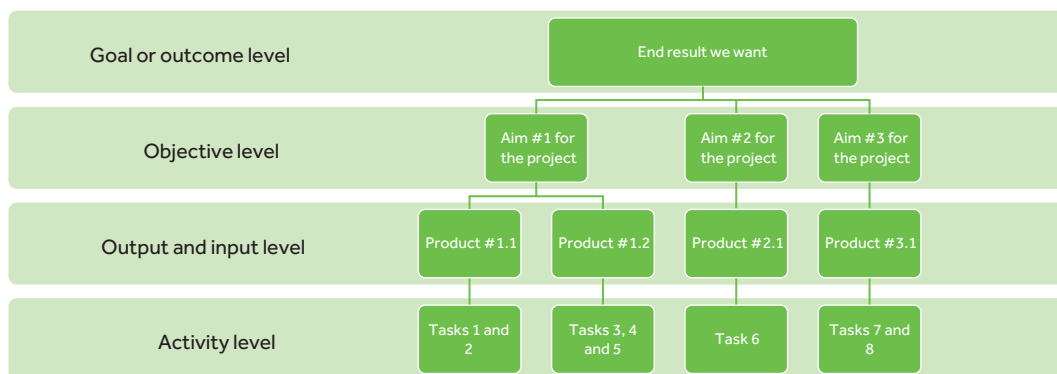 Goal or outcome level
End result we want
Objective level
Aim #1 for
the project
Aim #2 for
the project
Aim #3 for
the project
Output and input level
Product #1.1
Product #1.2
Product #2.1
Product #3.1
Activity level
Tasks 1 and
2
Tasks 3, 4
and 5
Task 6
Tasks 7 and
8